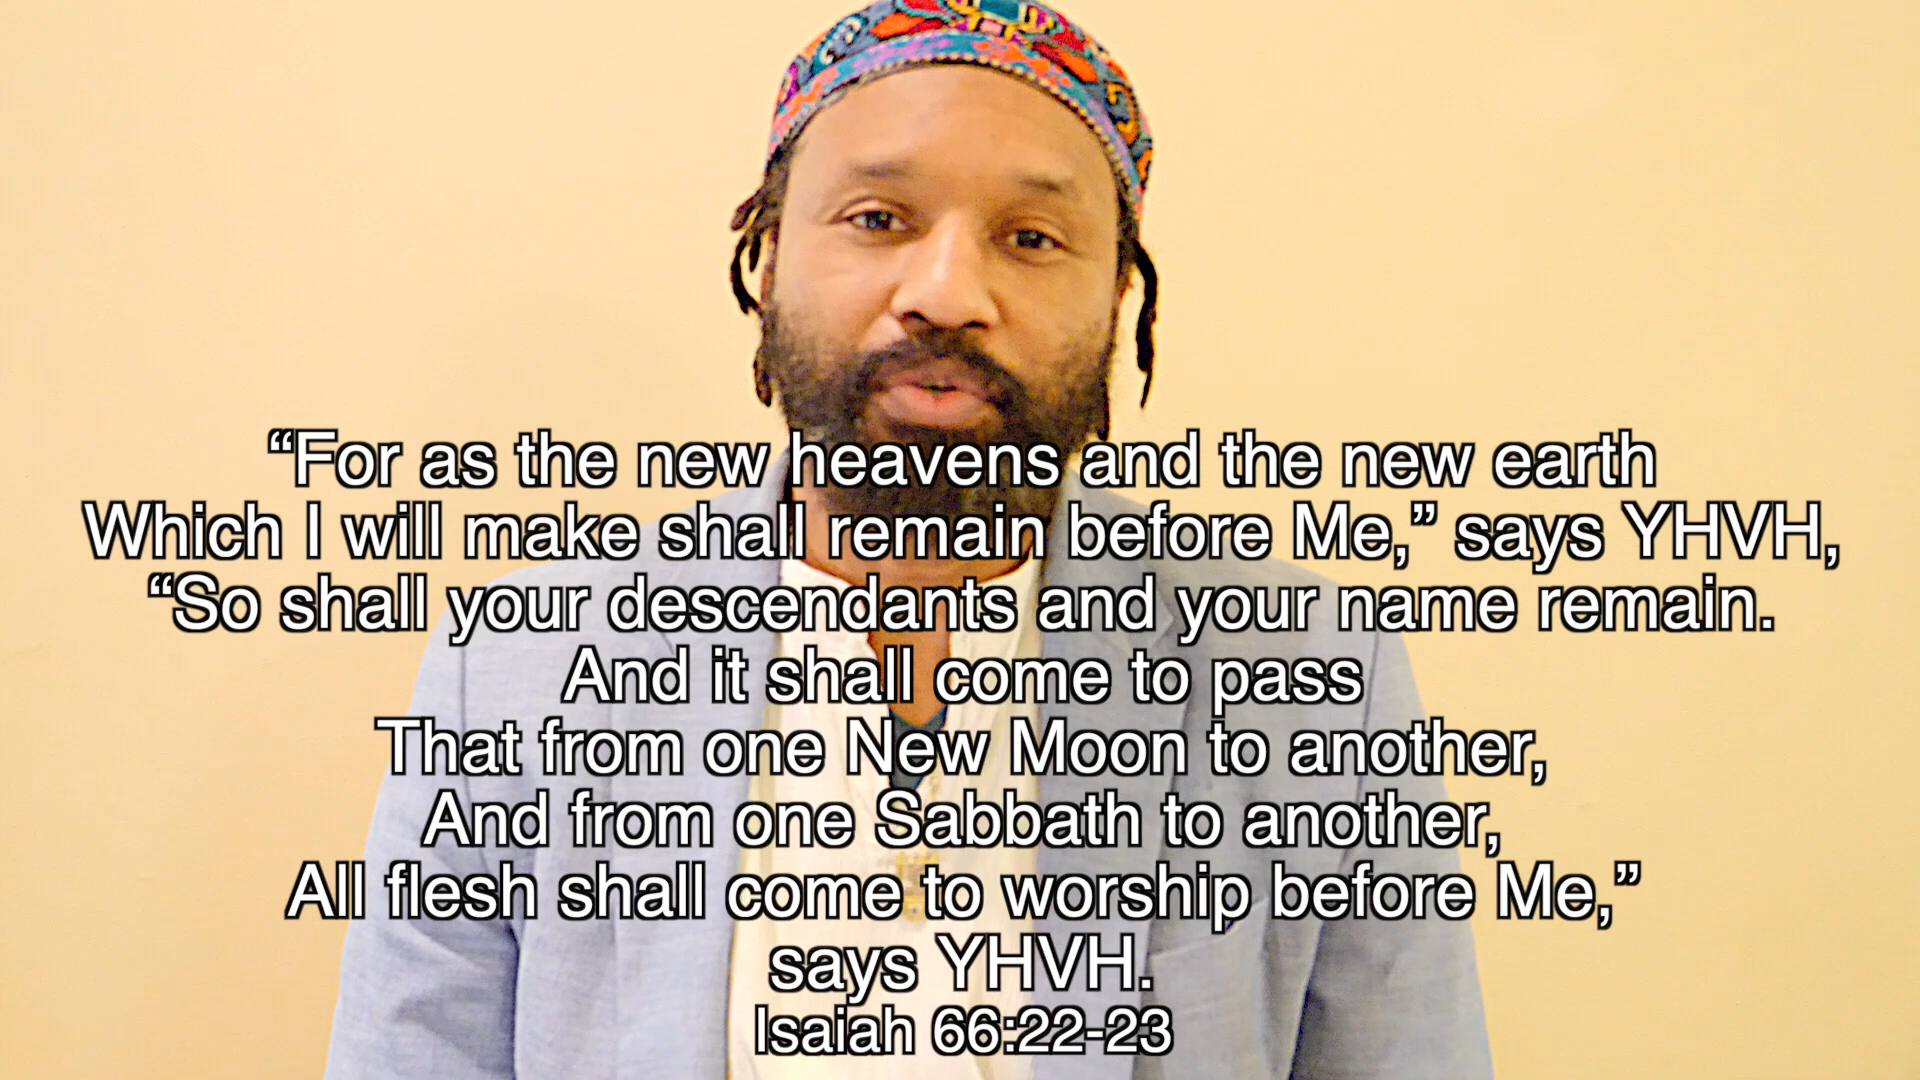 “For as the new heavens and the new earth
Which I will make shall remain before Me,” says YHVH,
“So shall your descendants and your name remain.
And it shall come to pass
That from one New Moon to another,
And from one Sabbath to another,
All flesh shall come to worship before Me,”
says YHVH.
Isaiah 66:22-23